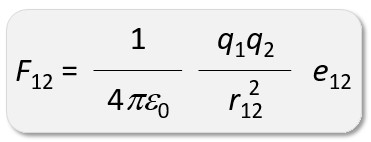 F₁₂ = 1 / 4πε₀ q₁q₂ / r₁₂² e₁₂